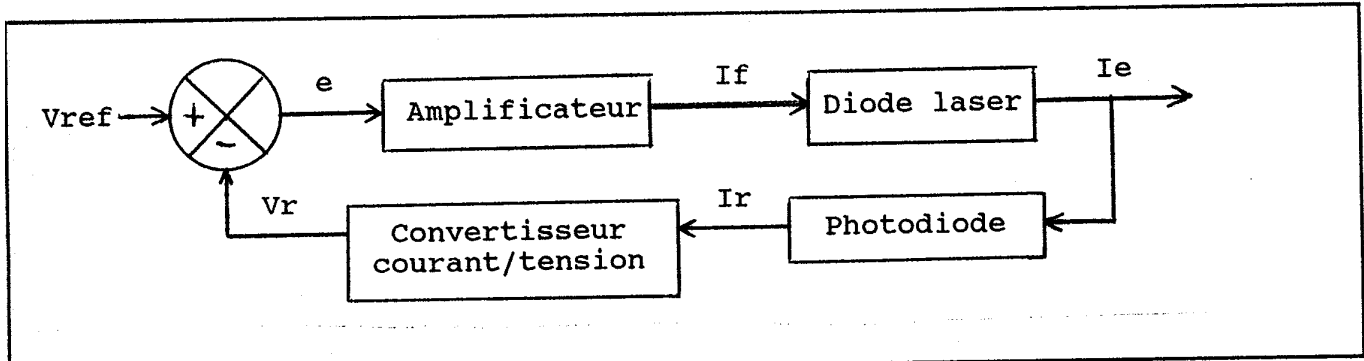 Vref
+
-
e
Amplificateur
If
Diode laser
Ie
Vr
Convertisseur
courant/tension
Ir
Photodiode